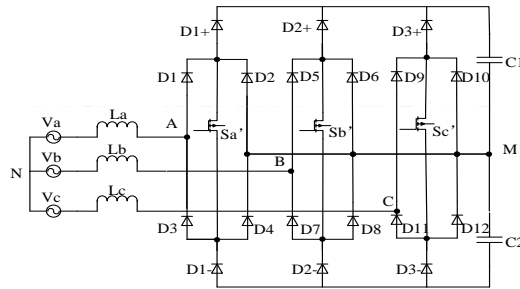 D1+ D2+ D3+
C1
D1 D2 D5 D6 D9 D10
Va La A Sa' Sb' Sc'
Vb Lb B M
N
Vc Lc C
D3 D4 D7 D8 D11 D12
C2
D1- D2- D3-